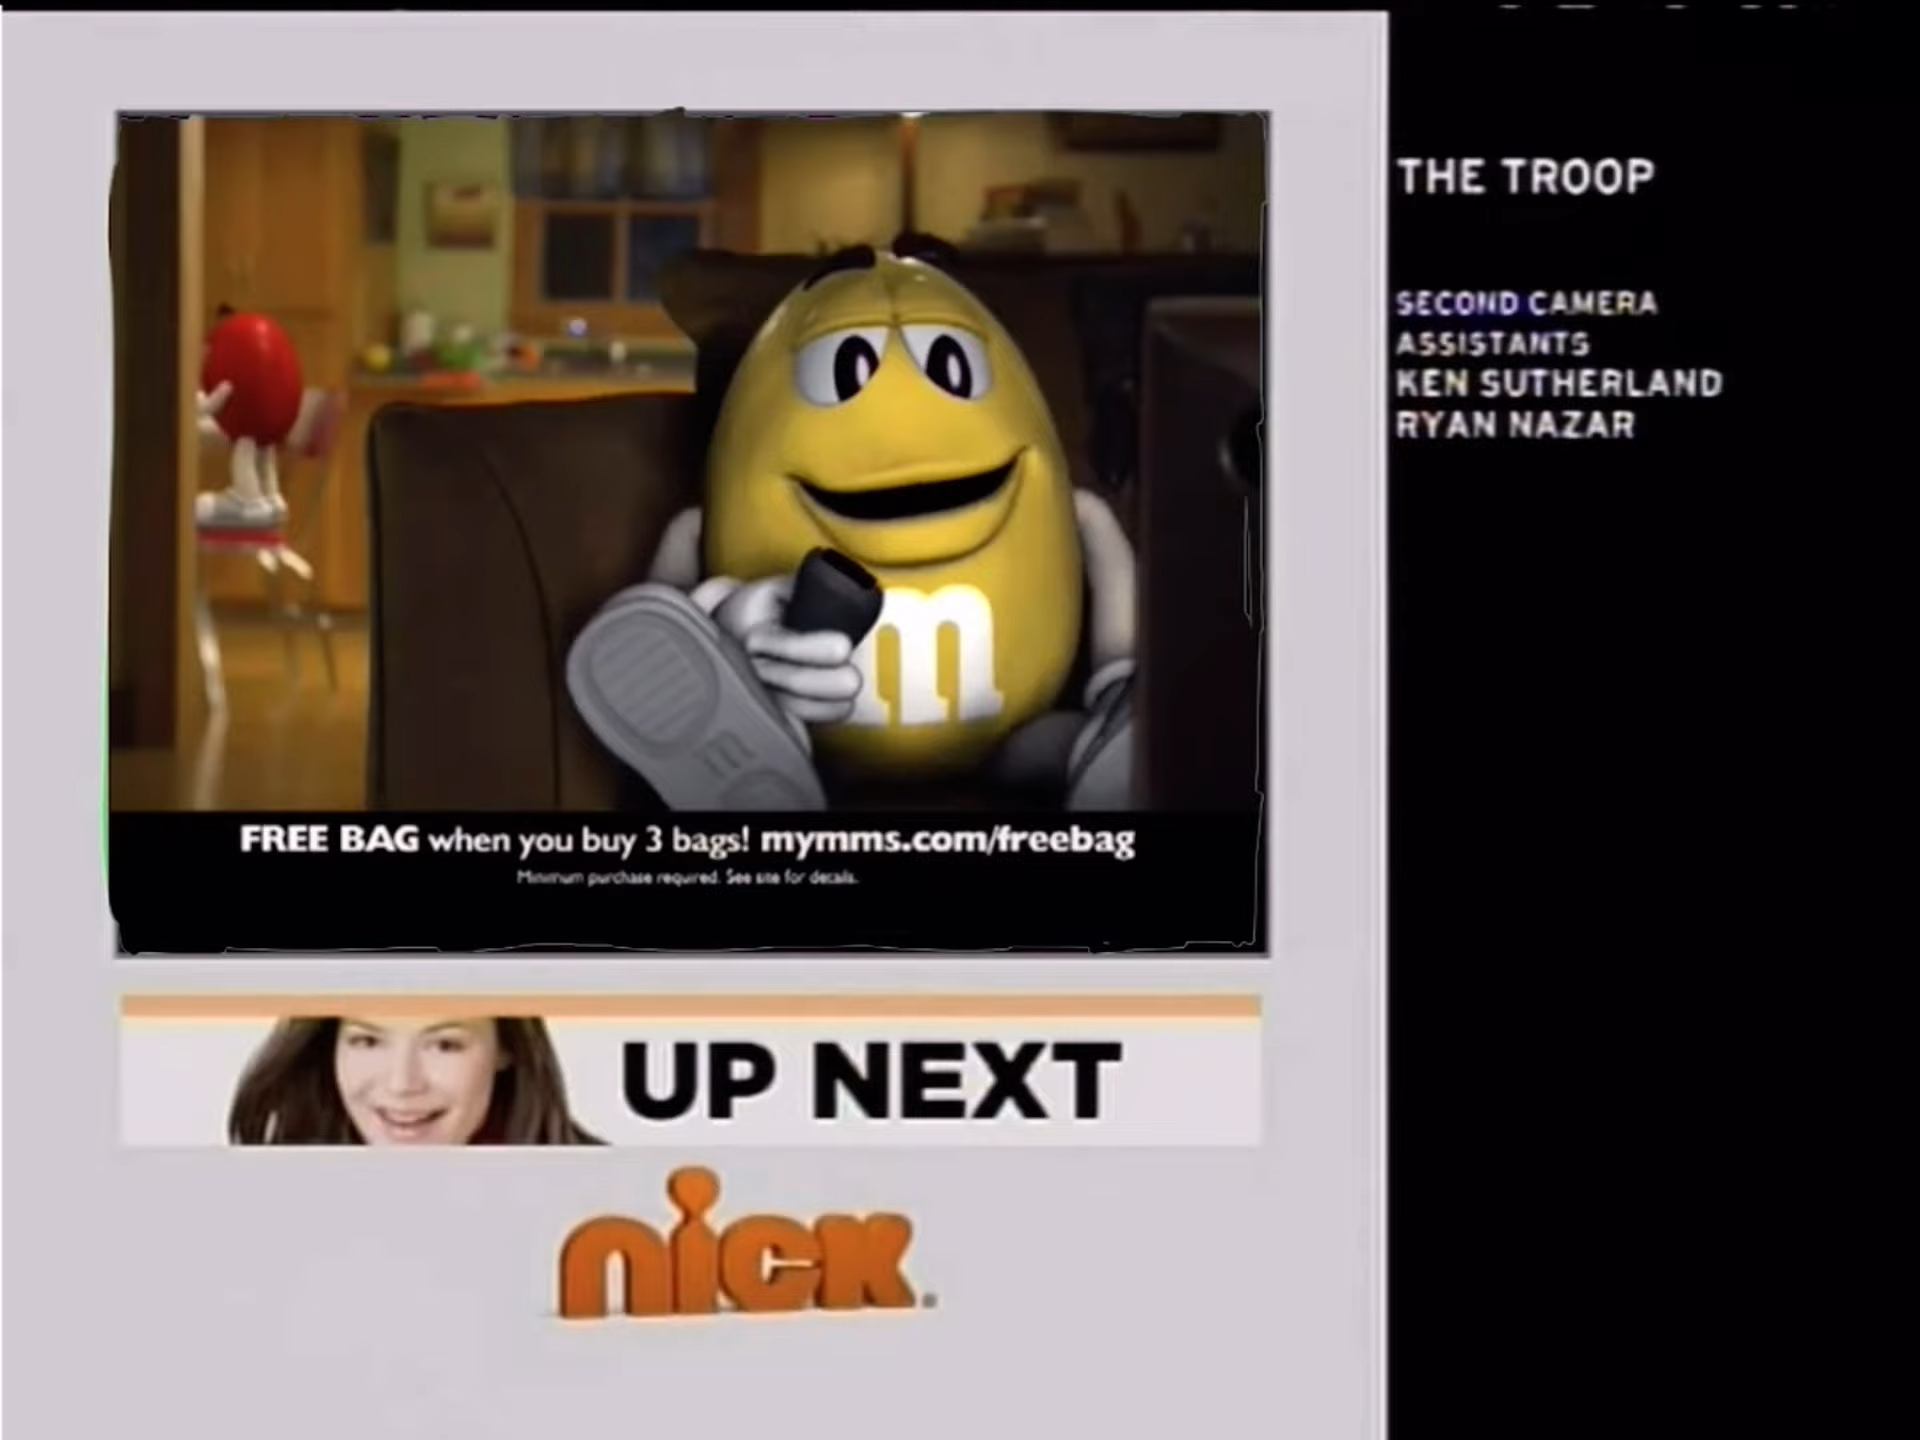 THE TROOP
SECOND CAMERA
ASSISTANTS
KEN SUTHERLAND
RYAN NAZAR
m
FREE BAG when you buy 3 bags! mymms.com/freebag
Minimum purchase required. See site for details.
UP NEXT
nick.